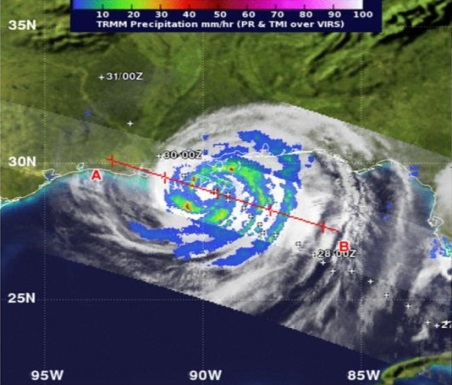 10 20 30 40 50 60 70 80 90 100
TRMM Precipitation mm/hr (PR & TMI over VIRS)
35N
31/00Z
30N
30/00Z
A
B
28/00Z
25N
27
95W 90W 85W